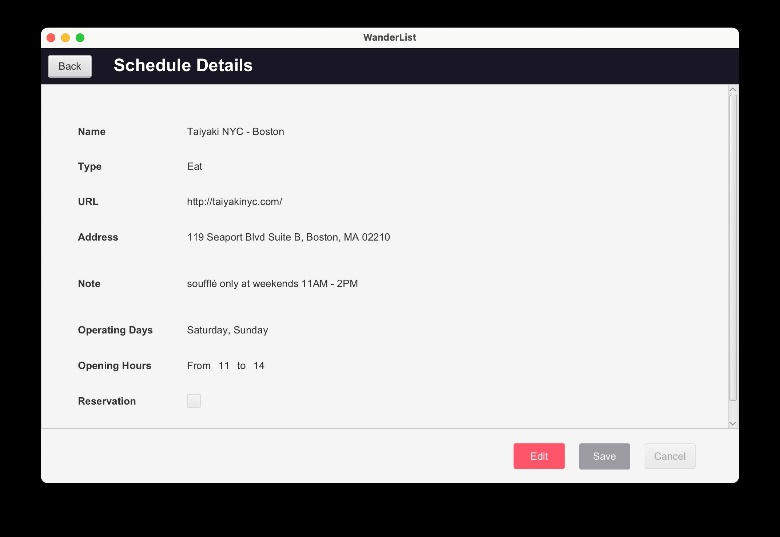 WanderList
Back
Schedule Details
Name Taiyaki NYC - Boston
Type Eat
URL http://taiyakinyc.com/
Address 119 Seaport Blvd Suite B, Boston, MA 02210
Note soufflé only at weekends 11AM - 2PM
Operating Days Saturday, Sunday
Opening Hours From 11 to 14
Reservation
Edit Save Cancel